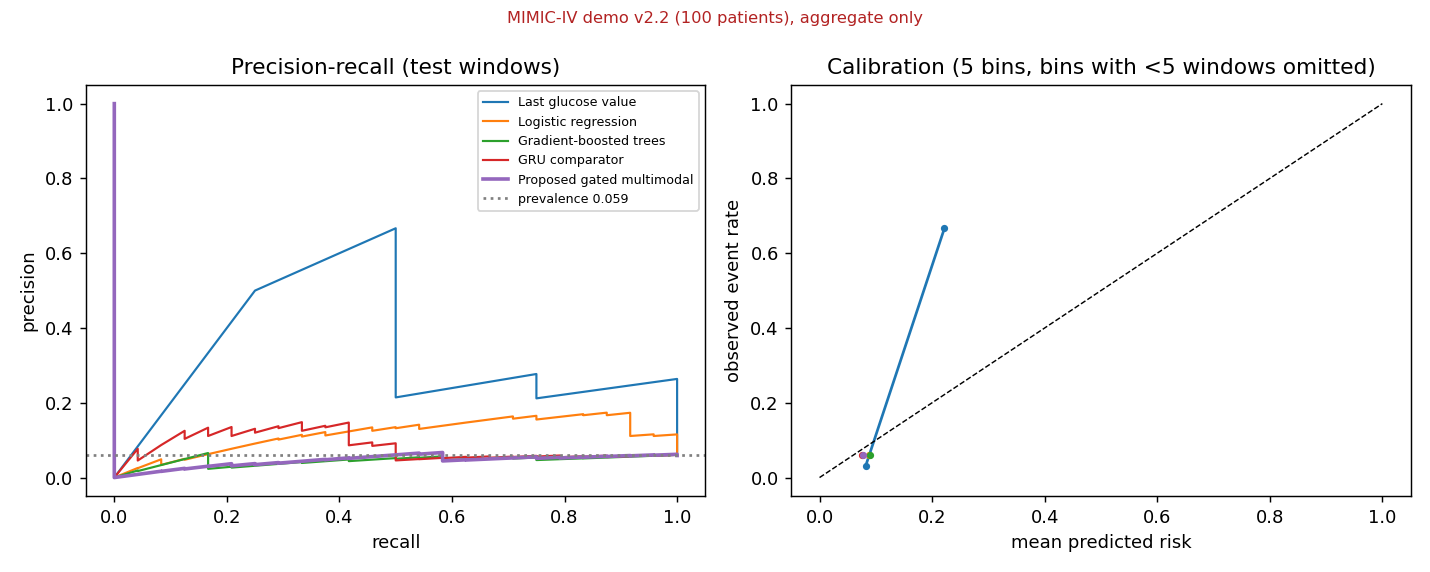 MIMIC-IV demo v2.2 (100 patients), aggregate only
Precision-recall (test windows)
precision
1.0
0.8
0.6
0.4
0.2
0.0
0.0 0.2 0.4 0.6 0.8 1.0
recall
Last glucose value
Logistic regression
Gradient-boosted trees
GRU comparator
Proposed gated multimodal
prevalence 0.059
Calibration (5 bins, bins with <5 windows omitted)
observed event rate
1.0
0.8
0.6
0.4
0.2
0.0
0.0 0.2 0.4 0.6 0.8 1.0
mean predicted risk